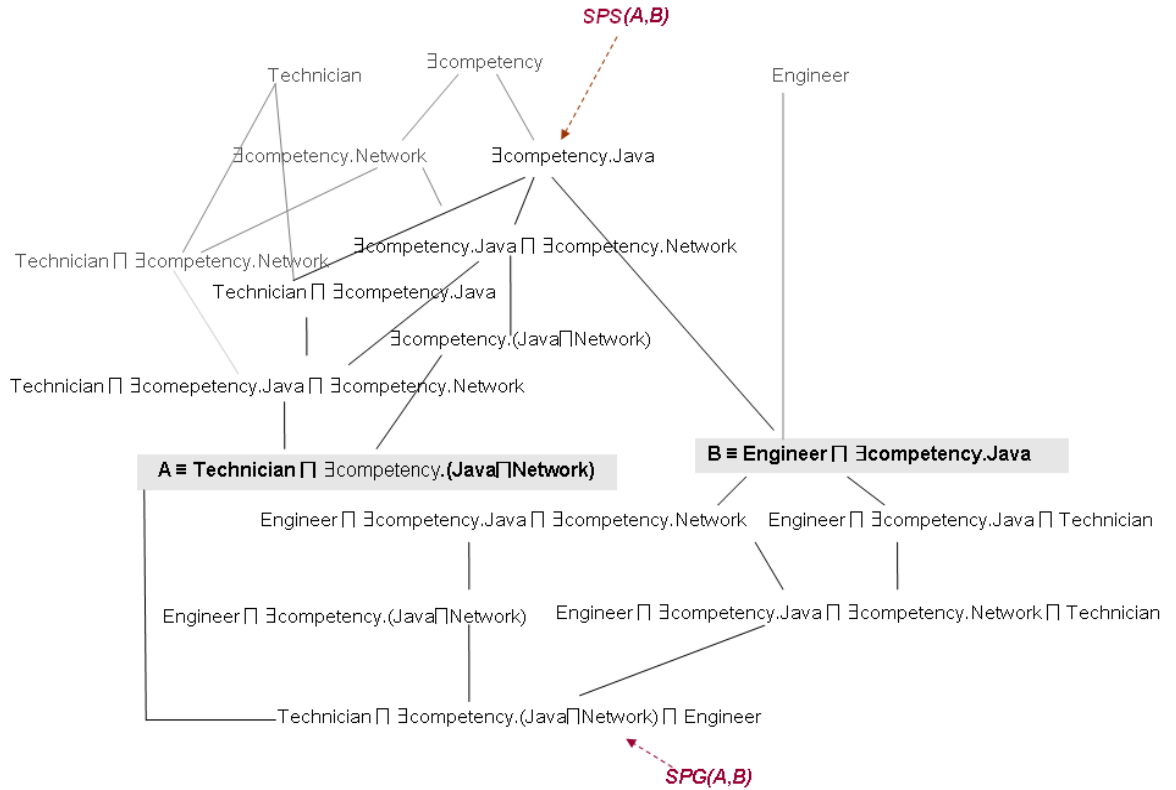 SPS(A,B)
∃competency
Technician
Engineer
∃competency.Network
∃competency.Java
∃competency.Java ∏ ∃competency.Network
Technician ∏ ∃competency.Network
Technician ∏ ∃competency.Java
∃competency.(Java∏Network)
Technician ∏ ∃comepetency.Java ∏ ∃competency.Network
B ≡ Engineer ∏ ∃competency.Java
A ≡ Technician ∏ ∃competency.(Java∏Network)
Engineer ∏ ∃competency.Java ∏ ∃competency.Network
Engineer ∏ ∃competency.Java ∏ Technician
Engineer ∏ ∃competency.(Java∏Network)
Engineer ∏ ∃competency.Java ∏ ∃competency.Network ∏ Technician
Technician ∏ ∃competency.(Java∏Network) ∏ Engineer
SPG(A,B)